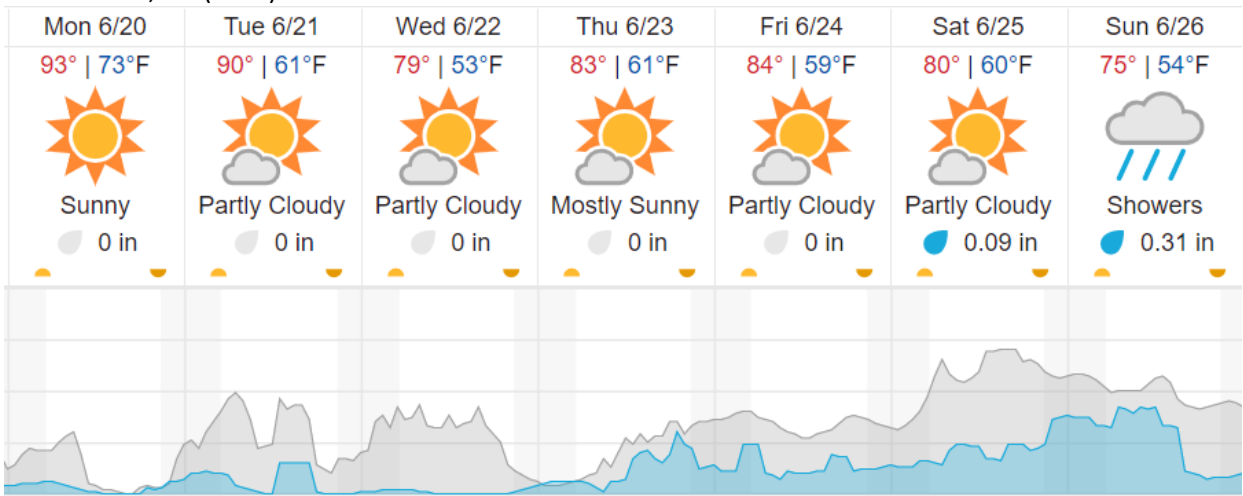 Mon 6/20 Tue 6/21 Wed 6/22 Thu 6/23 Fri 6/24 Sat 6/25 Sun 6/26
93° | 73°F 90° | 61°F 79° | 53°F 83° | 61°F 84° | 59°F 80° | 60°F 75° | 54°F
Sunny Partly Cloudy Partly Cloudy Mostly Sunny Partly Cloudy Partly Cloudy Showers
0 in 0 in 0 in 0 in 0 in 0.09 in 0.31 in